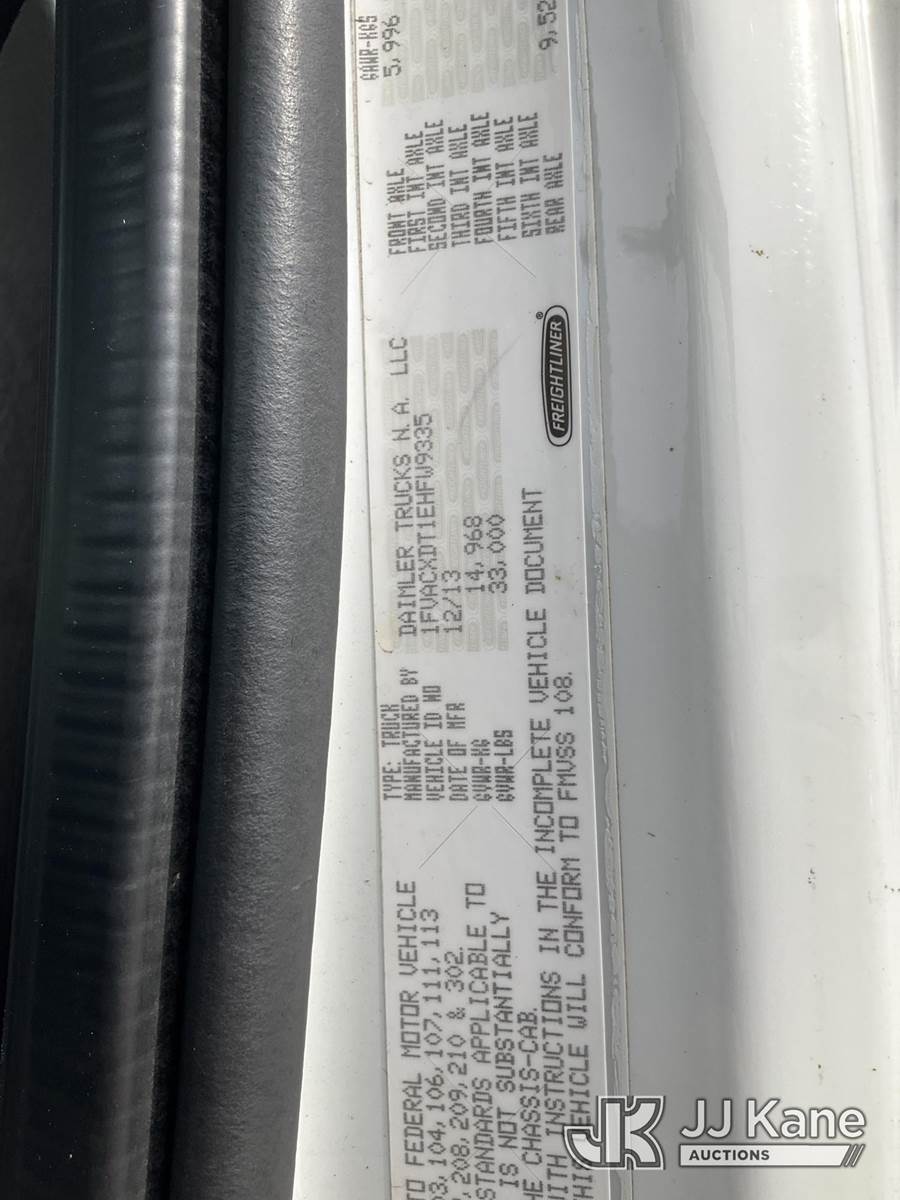 TO FEDERAL MOTOR VEHICLE
104, 106, 107, 111, 113
208, 209, 210 & 302.
STANDARDS APPLICABLE TO
IS NOT SUBSTANTIALLY
CHASSIS-CAB.
WITH INSTRUCTIONS IN THE INCOMPLETE VEHICLE DOCUMENT
VEHICLE WILL CONFORM TO FMVSS 108.
TYPE: TRUCK
MANUFACTURED BY DAIMLER TRUCKS N.A. LLC
VEHICLE ID NO 1FVACXDT1EHFW9335
DATE OF MFR 12/13
GVWR-KG 14,968
GVWR-LBS 33,000
FREIGHTLINER®
GAWR-KGS
FRONT AXLE 5,996
FIRST INT AXLE
SECOND INT AXLE
THIRD INT AXLE
FOURTH INT AXLE
FIFTH INT AXLE
SIXTH INT AXLE
REAR AXLE 9,52
JK JJ Kane
AUCTIONS